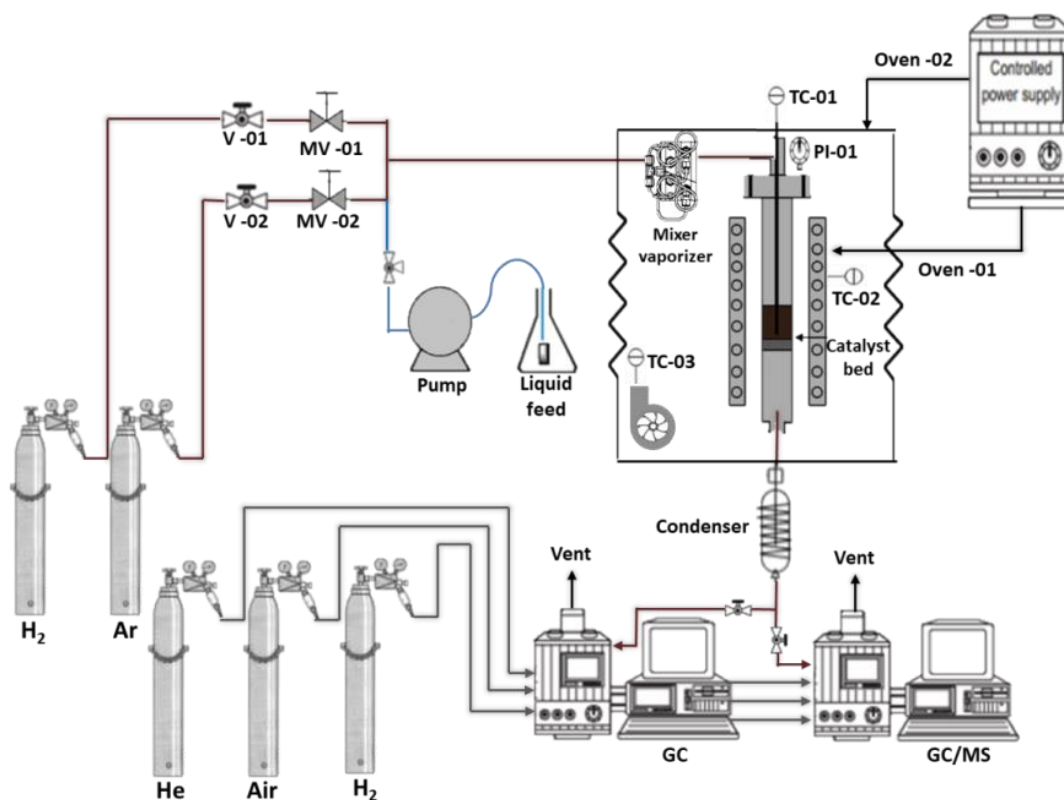 Oven -02
Controlled
power supply
TC-01
V -01
MV -01
PI-01
V -02
MV -02
Mixer
vaporizer
Oven -01
TC-02
Catalyst
bed
TC-03
Pump
Liquid
feed
H2
Ar
Condenser
Vent
Vent
He
Air
H2
GC
GC/MS